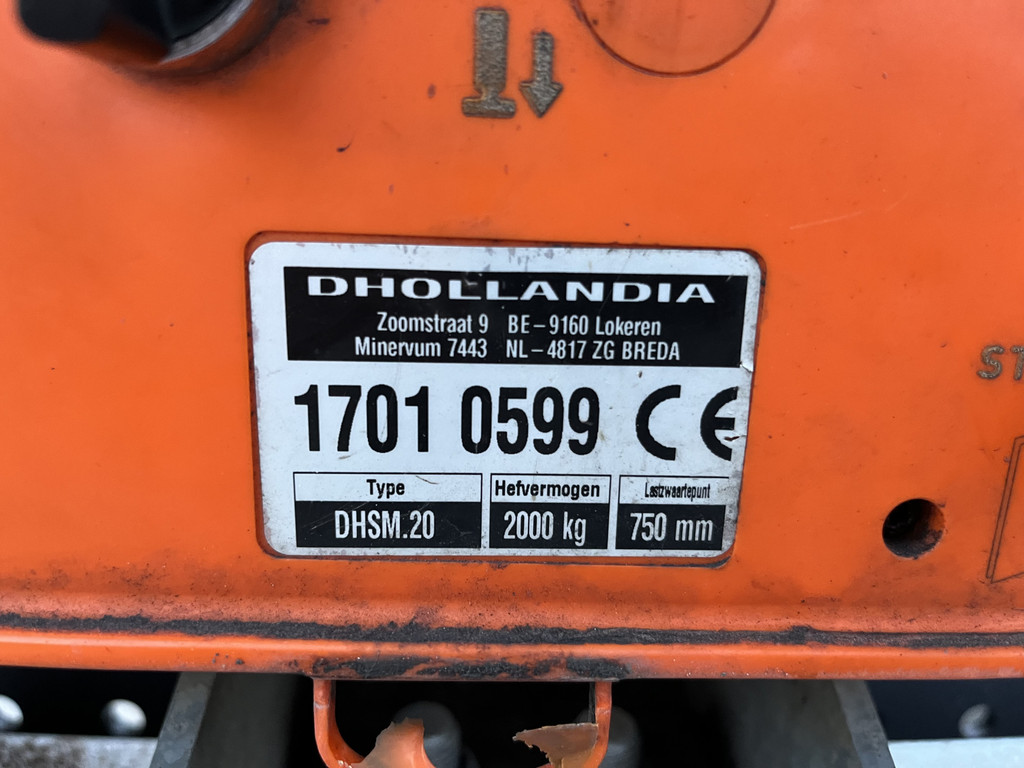 DHOLLANDIA
Zoomstraat 9 BE-9160 Lokeren
Minervum 7443 NL-4817 ZG BREDA
1701 0599 CE
Type Hefvermogen Lastzwaartepunt
DHSM.20 2000 kg 750 mm
ST